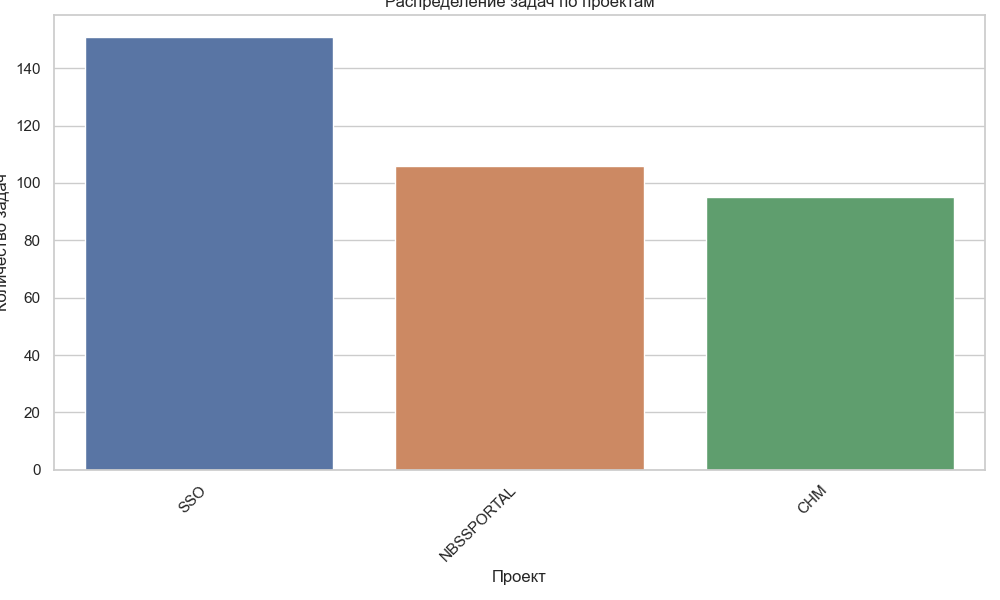 Распределение задач по проектам
Количество задач
140
120
100
80
60
40
20
0
SSO
NBSSPORTAL
CHM
Проект